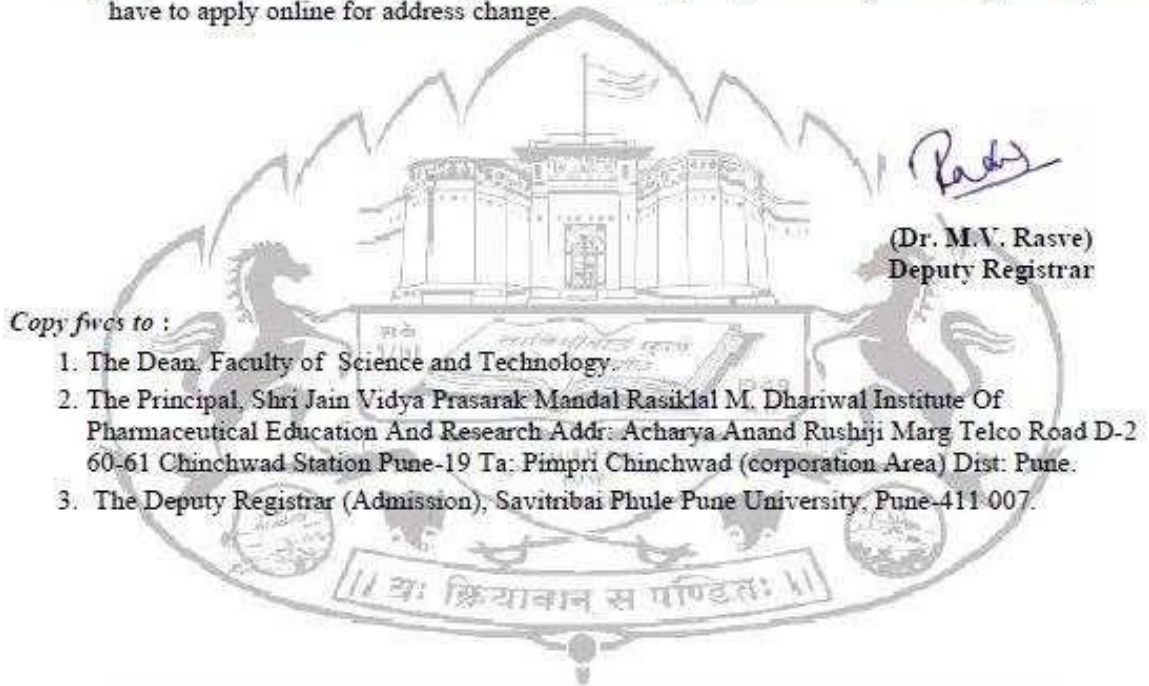 have to apply online for address change.
(Dr. M.V. Rasve)
Deputy Registrar
Copy fwcs to :
1. The Dean, Faculty of Science and Technology.
2. The Principal, Shri Jain Vidya Prasarak Mandal Rasiklal M. Dhariwal Institute Of
Pharmaceutical Education And Research Addr: Acharya Anand Rushiji Marg Telco Road D-2
60-61 Chinchwad Station Pune-19 Ta: Pimpri Chinchwad (corporation Area) Dist: Pune.
3. The Deputy Registrar (Admission), Savitribai Phule Pune University, Pune-411 007.
|| यः क्रियावान स पण्डितः ||